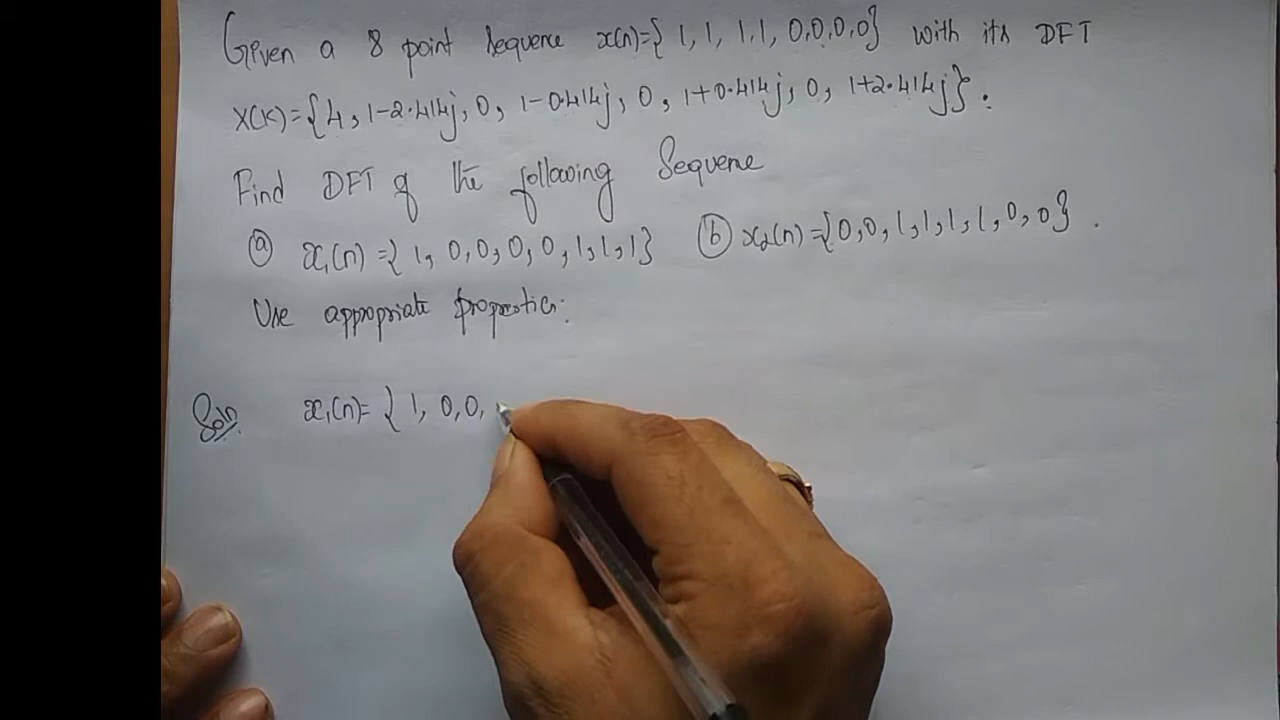 Given a 8 point Sequence x(n)={ 1, 1, 1, 1, 0, 0, 0, 0} with its DFT
X(K)={4, 1-2.414j, 0, 1-0.414j, 0, 1+0.414j, 0, 1+2.414j}.
Find DFT of the following Sequence
ⓐ x₁(n)={ 1, 0, 0, 0, 0, 1, 1, 1} ⓑ x₂(n)={0, 0, 1, 1, 1, 1, 0, 0}.
Use appropriate properties:
Soln x₁(n)= { 1, 0, 0,